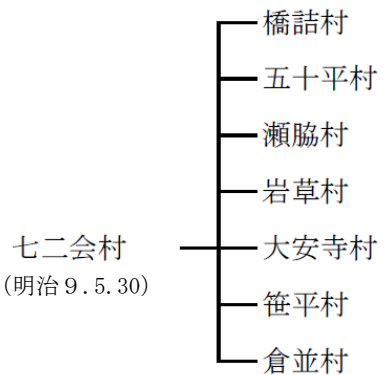 橋詰村
五十平村
瀬脇村
岩草村
七二会村
(明治９.５.30)
大安寺村
笹平村
倉並村